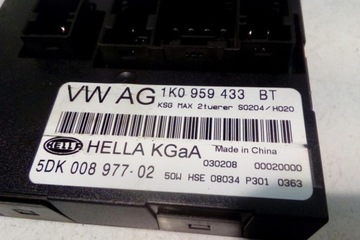 VW AG 1K0 959 433 BT
KSG MAX 2tuerer S0204/H020
HELLA HELLA KGaA Made in China
030208 00020000
5DK 008 977-02 50W HSE 08034 P301 0363